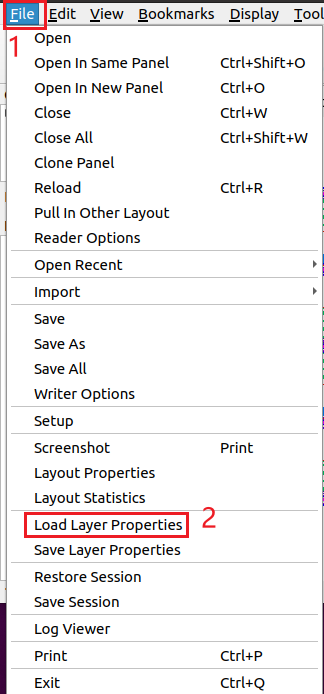 File Edit View Bookmarks Display Tool
1
Open
Open In Same Panel Ctrl+Shift+O
Open In New Panel Ctrl+O
Close Ctrl+W
Close All Ctrl+Shift+W
Clone Panel
Reload Ctrl+R
Pull In Other Layout
Reader Options
Open Recent
Import
Save
Save As
Save All
Writer Options
Setup
Screenshot Print
Layout Properties
Layout Statistics
Load Layer Properties 2
Save Layer Properties
Restore Session
Save Session
Log Viewer
Print Ctrl+P
Exit Ctrl+Q